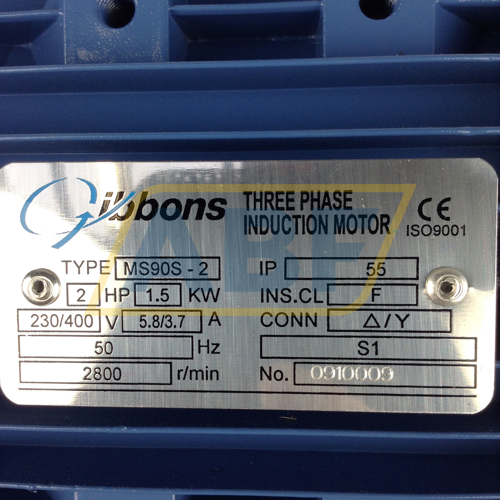 Gibbons THREE PHASE INDUCTION MOTOR CE ISO9001
ABF
TYPE MS90S - 2 IP 55
2 HP 1.5 KW INS.CL F
230/400 V 5.8/3.7 A CONN △/Y
50 Hz S1
2800 r/min No. 0910009